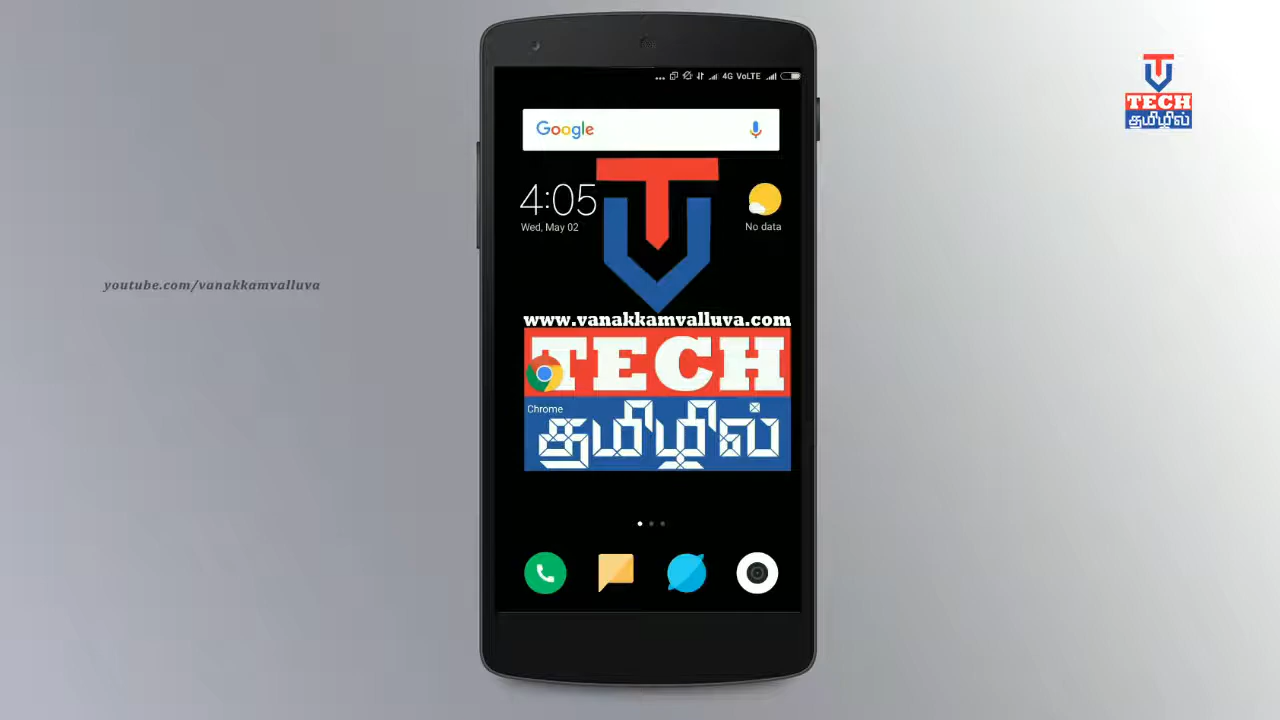 4G VoLTE
Google
4:05
Wed, May 02
No data
www.vanakkamvalluva.com
TECH
Chrome
தமிழில்
youtube.com/vanakkamvalluva
TECH
தமிழில்